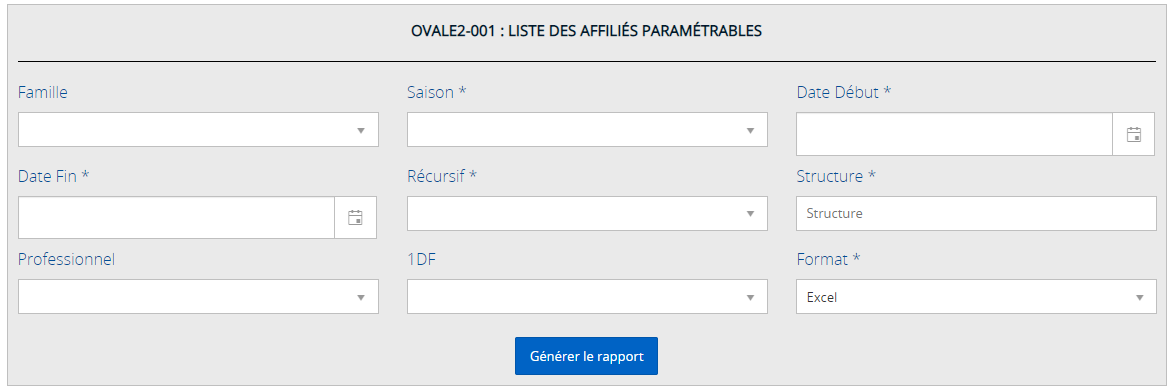 OVALE2-001 : LISTE DES AFFILIÉS PARAMÉTRABLES
Famille
Saison *
Date Début *
Date Fin *
Récursif *
Structure *
Structure
Professionnel
1DF
Format *
Excel
Générer le rapport